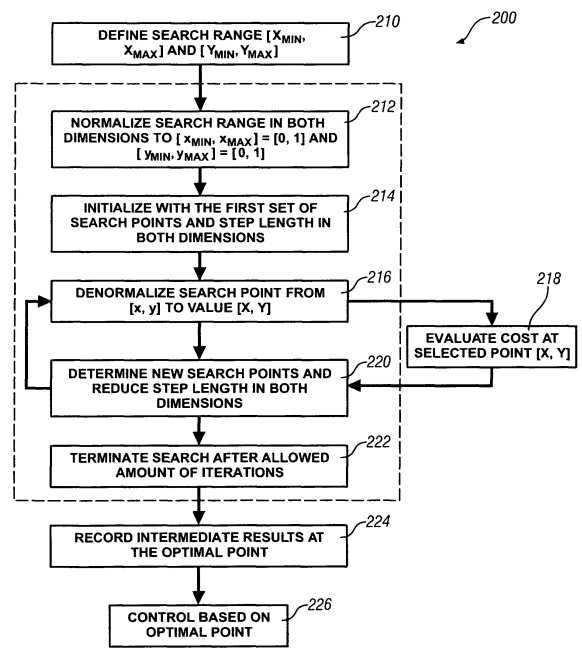 200
210
DEFINE SEARCH RANGE [XMIN,
XMAX] AND [YMIN, YMAX]
212
NORMALIZE SEARCH RANGE IN BOTH
DIMENSIONS TO [ xMIN, xMAX] = [0, 1] AND
[ yMIN, yMAX] = [0, 1]
214
INITIALIZE WITH THE FIRST SET OF
SEARCH POINTS AND STEP LENGTH IN
BOTH DIMENSIONS
216
DENORMALIZE SEARCH POINT FROM
[x, y] TO VALUE [X, Y]
218
EVALUATE COST AT
SELECTED POINT [X, Y]
220
DETERMINE NEW SEARCH POINTS AND
REDUCE STEP LENGTH IN BOTH
DIMENSIONS
222
TERMINATE SEARCH AFTER ALLOWED
AMOUNT OF ITERATIONS
224
RECORD INTERMEDIATE RESULTS AT
THE OPTIMAL POINT
226
CONTROL BASED ON
OPTIMAL POINT